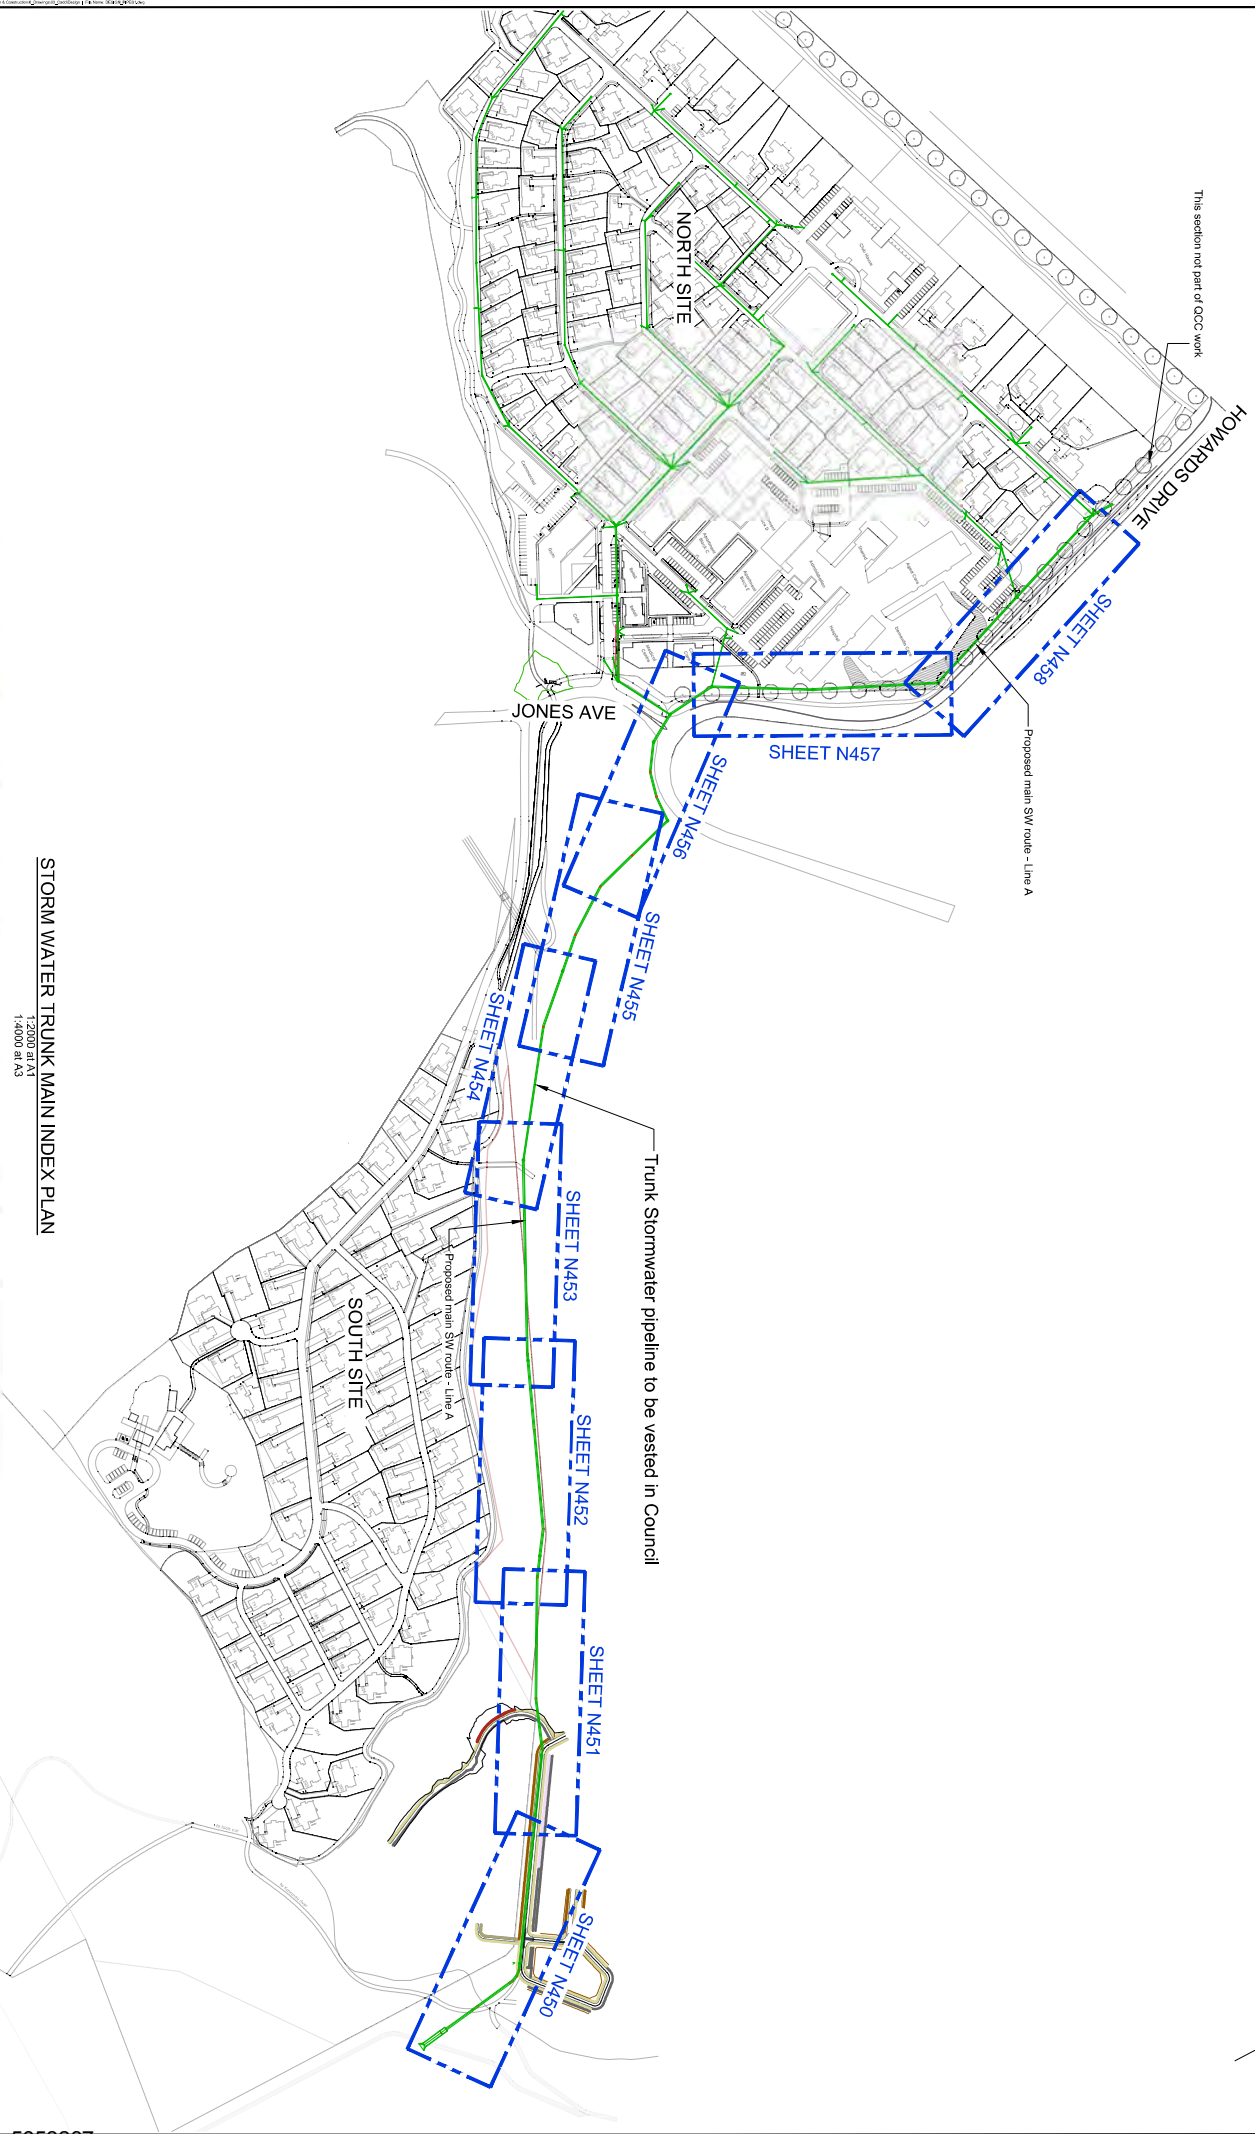 This section not part of QCC work
HOWARDS DRIVE
NORTH SITE
SHEET N458
Proposed main SW route - Line A
JONES AVE
SHEET N457
SHEET N456
SHEET N455
SHEET N454
Trunk Stormwater pipeline to be vested in Council
SHEET N453
Proposed main SW route - Line A
SOUTH SITE
SHEET N452
SHEET N451
SHEET N450
STORM WATER TRUNK MAIN INDEX PLAN
1:2000 at A1
1:4000 at A3